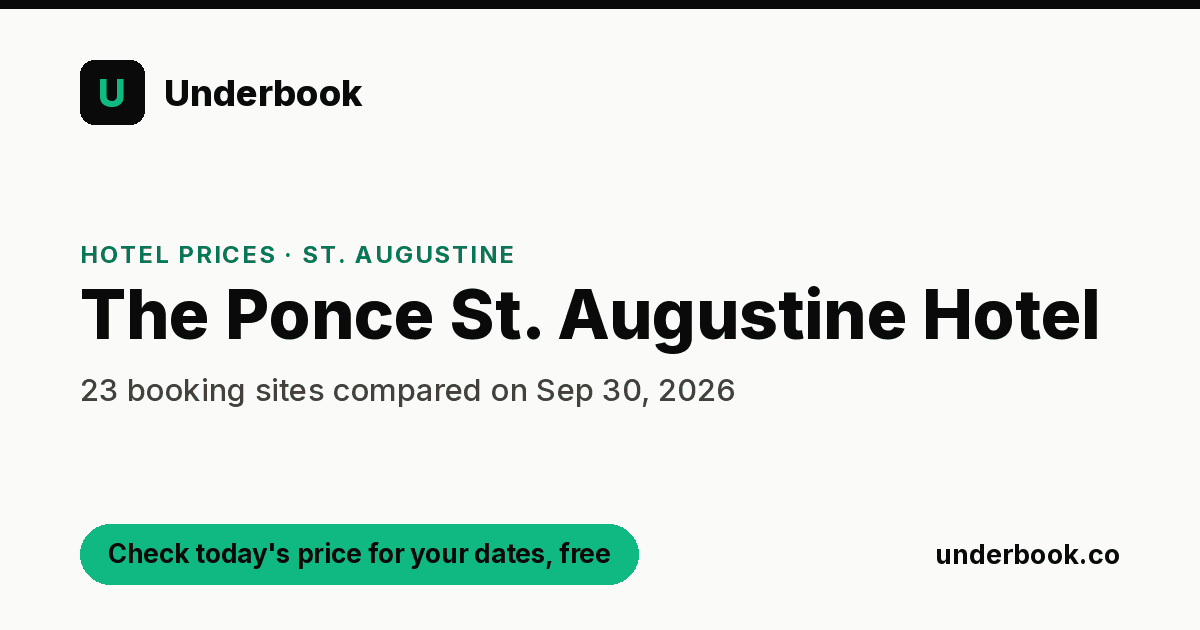 U Underbook
HOTEL PRICES · ST. AUGUSTINE
The Ponce St. Augustine Hotel
23 booking sites compared on Sep 30, 2026
Check today's price for your dates, free
underbook.co